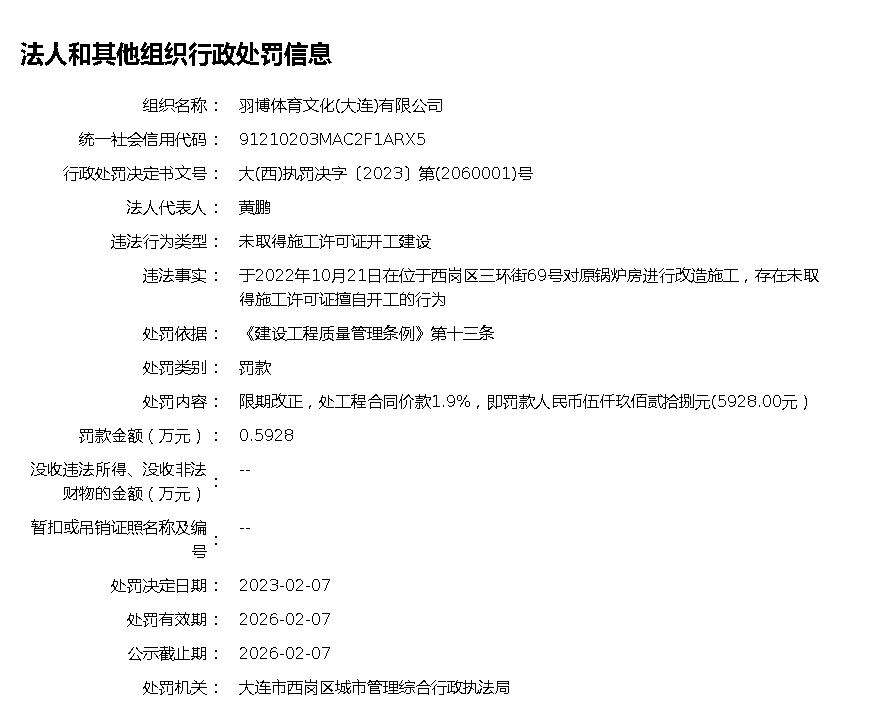 法人和其他组织行政处罚信息
组织名称： 羽博体育文化(大连)有限公司
统一社会信用代码： 91210203MAC2F1ARX5
行政处罚决定书文号： 大(西)执罚决字〔2023〕第(2060001)号
法人代表人： 黄鹏
违法行为类型： 未取得施工许可证开工建设
违法事实： 于2022年10月21日在位于西岗区三环街69号对原锅炉房进行改造施工，存在未取
得施工许可证擅自开工的行为
处罚依据： 《建设工程质量管理条例》第十三条
处罚类别： 罚款
处罚内容： 限期改正，处工程合同价款1.9%，即罚款人民币伍仟玖佰贰拾捌元(5928.00元）
罚款金额（万元）： 0.5928
没收违法所得、没收非法
财物的金额（万元）： --
暂扣或吊销证照名称及编
号： --
处罚决定日期： 2023-02-07
处罚有效期： 2026-02-07
公示截止期： 2026-02-07
处罚机关： 大连市西岗区城市管理综合行政执法局